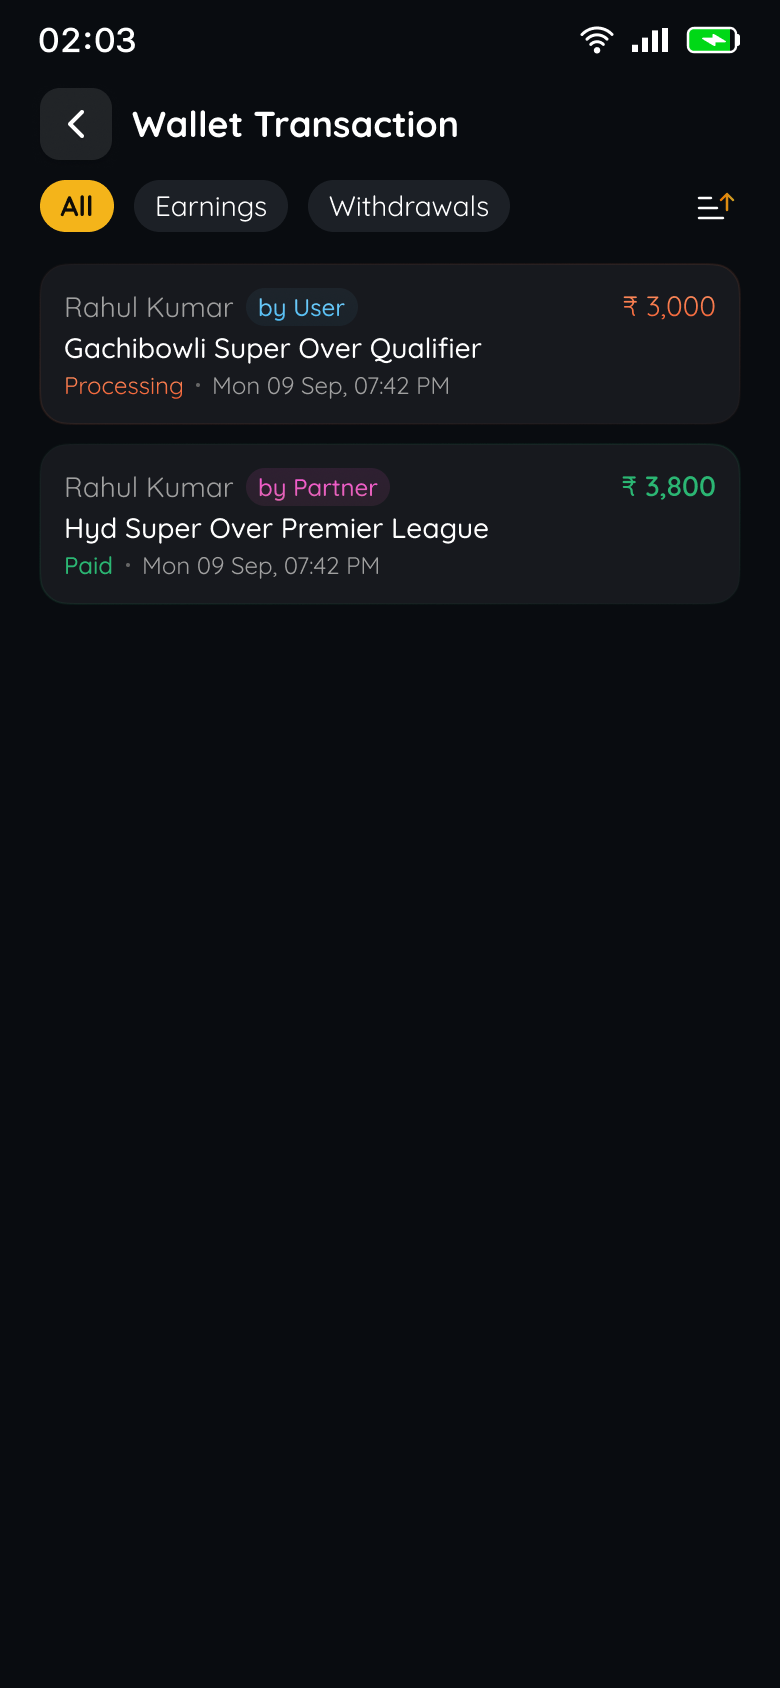 02:03
Wallet Transaction
All Earnings Withdrawals
Rahul Kumar by User ₹ 3,000
Gachibowli Super Over Qualifier
Processing • Mon 09 Sep, 07:42 PM
Rahul Kumar by Partner ₹ 3,800
Hyd Super Over Premier League
Paid • Mon 09 Sep, 07:42 PM